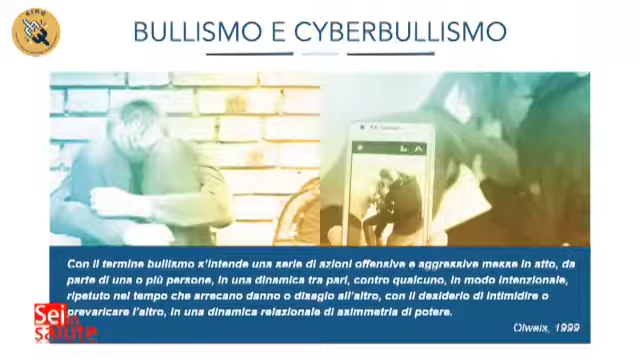 BULLISMO E CYBERBULLISMO
Con il termine bullismo s'intende una serie di azioni offensive e aggressive messe in atto, da
parte di una o più persone, in una dinamica tra pari, contro qualcuno, in modo intenzionale,
ripetuto nel tempo che arrecano danno o disagio all'altro, con il desiderio di intimidire o
prevaricare l'altro, in una dinamica relazionale di asimmetria di potere.
Olweix, 1999
Sei in
salute